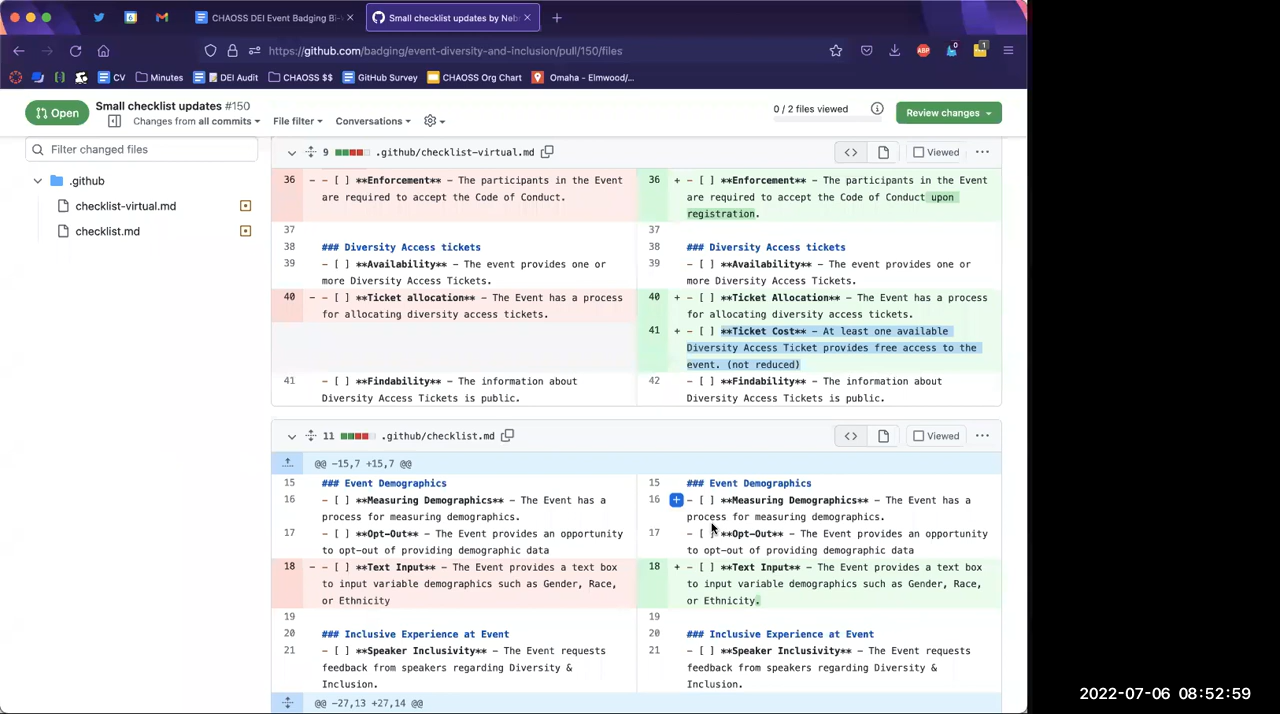 CHAOSS DEI Event Badging Bi- ×
Small checklist updates by Neb ×
+
https://github.com/badging/event-diversity-and-inclusion/pull/150/files
CV Minutes DEI Audit CHAOSS $$ GitHub Survey CHAOSS Org Chart Omaha - Elmwood/...
Open
Small checklist updates #150
Changes from all commits File filter Conversations
0 / 2 files viewed
Review changes
Filter changed files
.github
checklist-virtual.md
checklist.md
9 .github/checklist-virtual.md Viewed
36 - - [ ] **Enforcement** - The participants in the Event
are required to accept the Code of Conduct.
36 + - [ ] **Enforcement** - The participants in the Event
are required to accept the Code of Conduct upon
registration.
37 37
38 ### Diversity Access tickets
38 ### Diversity Access tickets
39 - [ ] **Availability** - The event provides one or
more Diversity Access Tickets.
39 - [ ] **Availability** - The event provides one or
more Diversity Access Tickets.
40 - - [ ] **Ticket allocation** - The Event has a process
for allocating diversity access tickets.
40 + - [ ] **Ticket Allocation** - The Event has a process
for allocating diversity access tickets.
41 + - [ ] **Ticket Cost** - At least one available
Diversity Access Ticket provides free access to the
event. (not reduced)
41 - [ ] **Findability** - The information about
Diversity Access Tickets is public.
42 - [ ] **Findability** - The information about
Diversity Access Tickets is public.
11 .github/checklist.md Viewed
@@ -15,7 +15,7 @@
15 ### Event Demographics
15 ### Event Demographics
16 - [ ] **Measuring Demographics** - The Event has a
process for measuring demographics.
16 - [ ] **Measuring Demographics** - The Event has a
process for measuring demographics.
17 - [ ] **Opt-Out** - The Event provides an opportunity
to opt-out of providing demographic data
17 - [ ] **Opt-Out** - The Event provides an opportunity
to opt-out of providing demographic data
18 - - [ ] **Text Input** - The Event provides a text box
to input variable demographics such as Gender, Race,
or Ethnicity
18 + - [ ] **Text Input** - The Event provides a text box
to input variable demographics such as Gender, Race,
or Ethnicity.
19 19
20 ### Inclusive Experience at Event
20 ### Inclusive Experience at Event
21 - [ ] **Speaker Inclusivity** - The Event requests
feedback from speakers regarding Diversity &
Inclusion.
21 - [ ] **Speaker Inclusivity** - The Event requests
feedback from speakers regarding Diversity &
Inclusion.
@@ -27,13 +27,14 @@
2022-07-06 08:52:59